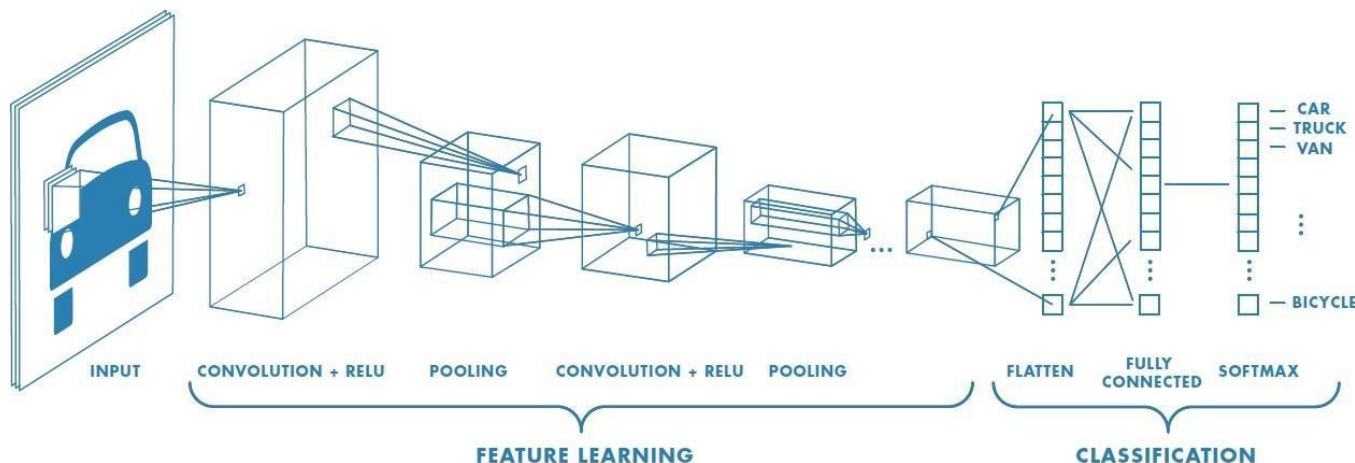 CAR
TRUCK
VAN
BICYCLE
INPUT
CONVOLUTION + RELU
POOLING
CONVOLUTION + RELU
POOLING
FLATTEN
FULLY
CONNECTED
SOFTMAX
FEATURE LEARNING
CLASSIFICATION